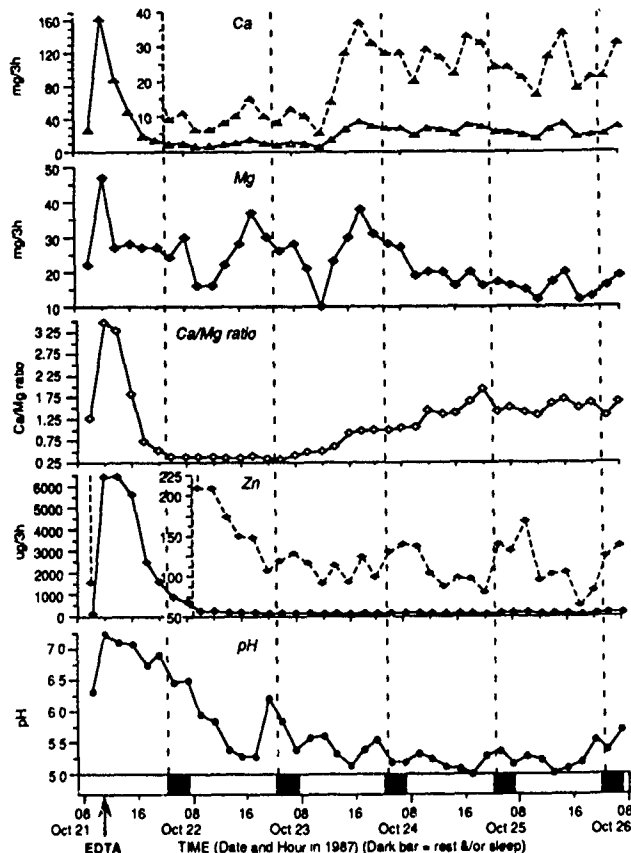 Ca
mg/3h
160
120
80
40
0
40
30
20
10
Mg
mg/3h
50
40
30
20
10
Ca/Mg ratio
Ca/Mg ratio
3.25
2.75
2.25
1.75
1.25
0.75
0.25
Zn
ug/3h
6000
5000
4000
3000
2000
1000
0
225
200
150
100
50
pH
pH
7.0
6.5
6.0
5.5
5.0
08 16 08 16 08 16 08 16 08 16 08
Oct 21 Oct 22 Oct 23 Oct 24 Oct 25 Oct 26
EDTA TIME (Date and Hour in 1987) (Dark bar = rest &/or sleep)